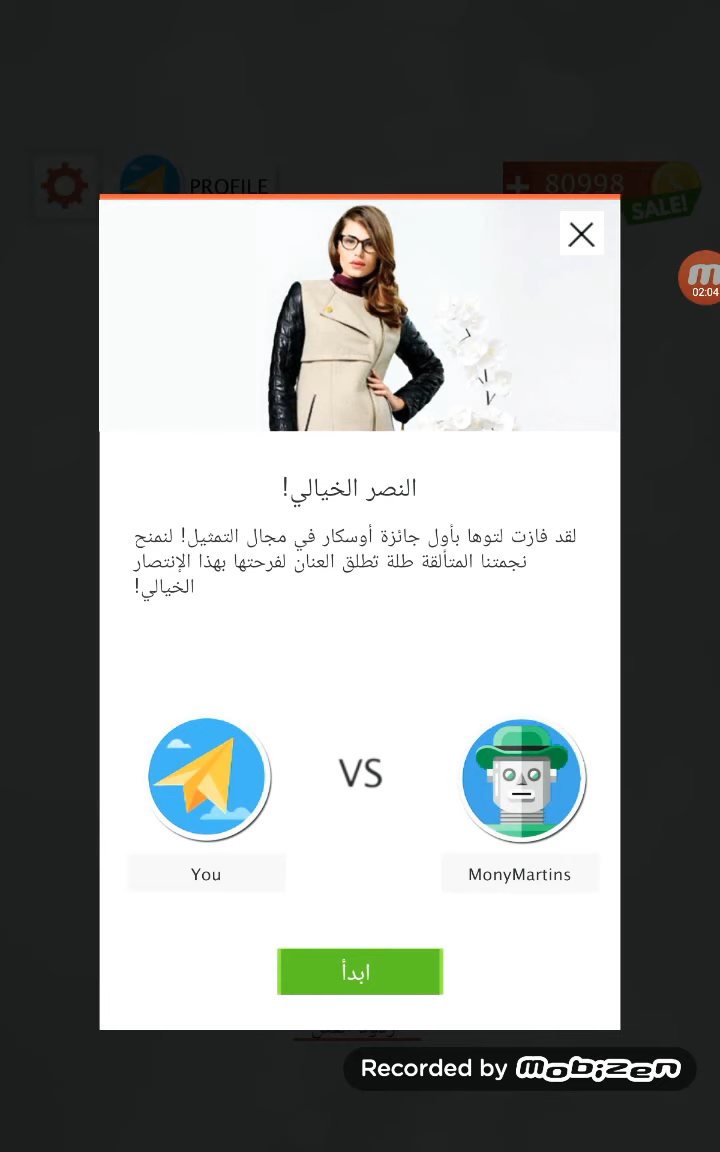 PROFILE
80998
SALE!
02:04
النصر الخيالي!
لقد فازت لتوها بأول جائزة أوسكار في مجال التمثيل! لنمنح
نجمتنا المتألقة طلة تطلق العنان لفرحتها بهذا الإنتصار
الخيالي!
VS
You
MonyMartins
ابدأ
Recorded by mobizen